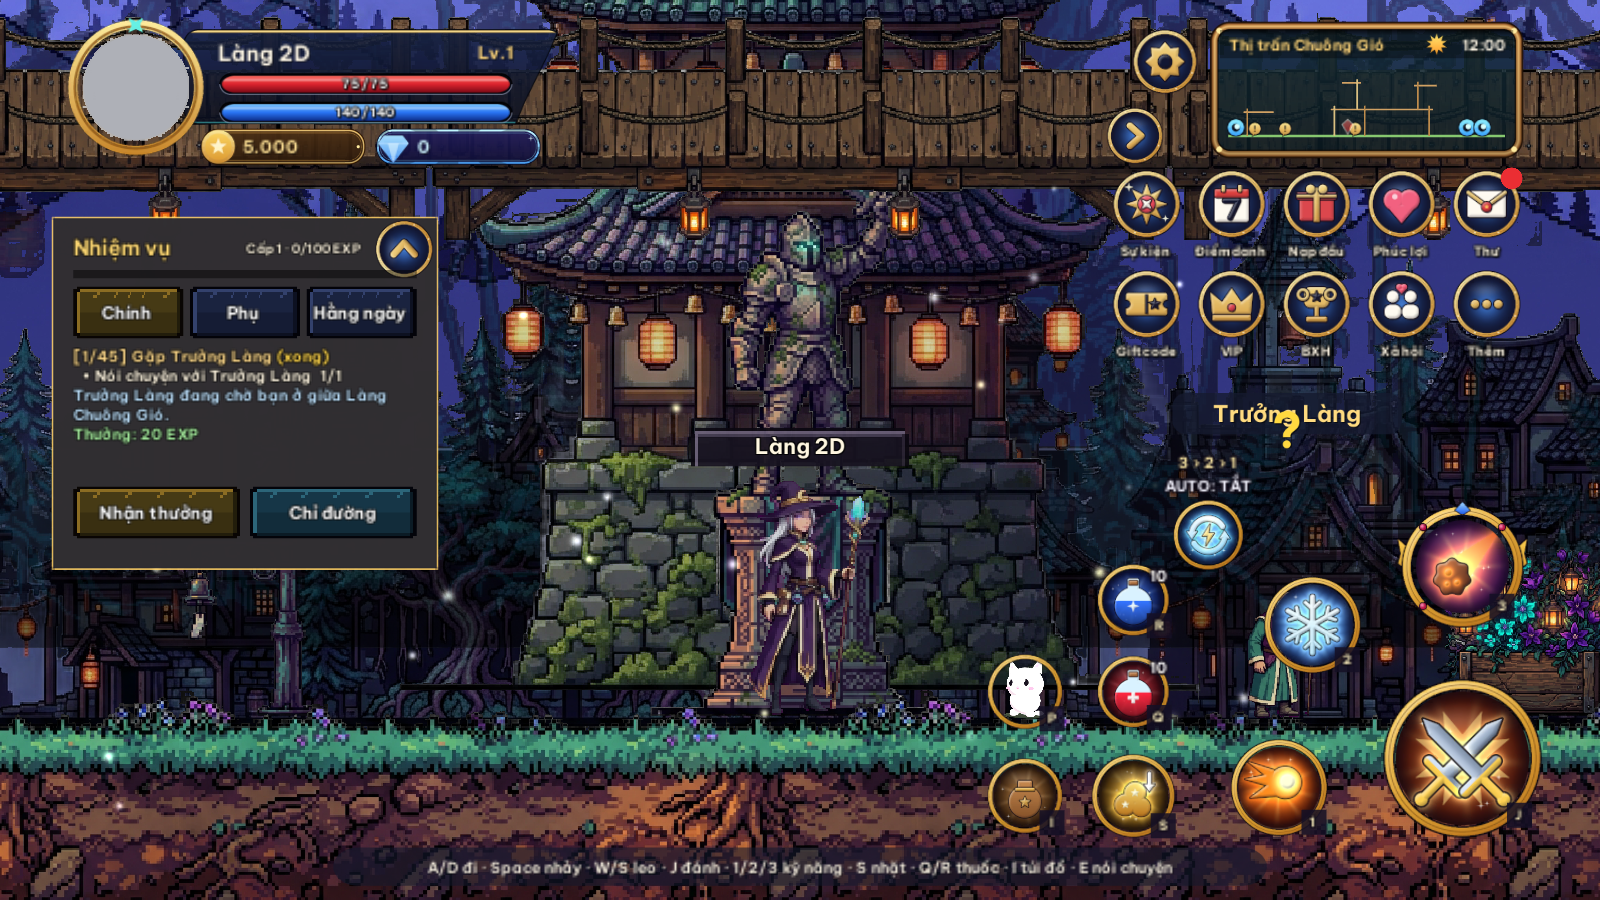 Làng 2D
Lv.1
75/75
140/140
5.000
0
Thị trấn Chuông Gió
12:00
Nhiệm vụ
Cấp 1 · 0/100 EXP
Chính
Phụ
Hằng ngày
[1/45] Gặp Trưởng Làng (xong)
• Nói chuyện với Trưởng Làng 1/1
Trưởng Làng đang chờ bạn ở giữa Làng
Chuông Gió.
Thưởng: 20 EXP
Nhận thưởng
Chỉ đường
7
Sự kiện
Điểm danh
Nạp đầu
Phúc lợi
Thư
Giftcode
VIP
BXH
Xã hội
Thêm
Trưởng Làng
?
Làng 2D
3 › 2 › 1
AUTO: TẮT
10
R
3
2
10
Q
P
I
S
1
J
A/D đi · Space nhảy · W/S leo · J đánh · 1/2/3 kỹ năng · S nhặt · Q/R thuốc · I túi đồ · E nói chuyện